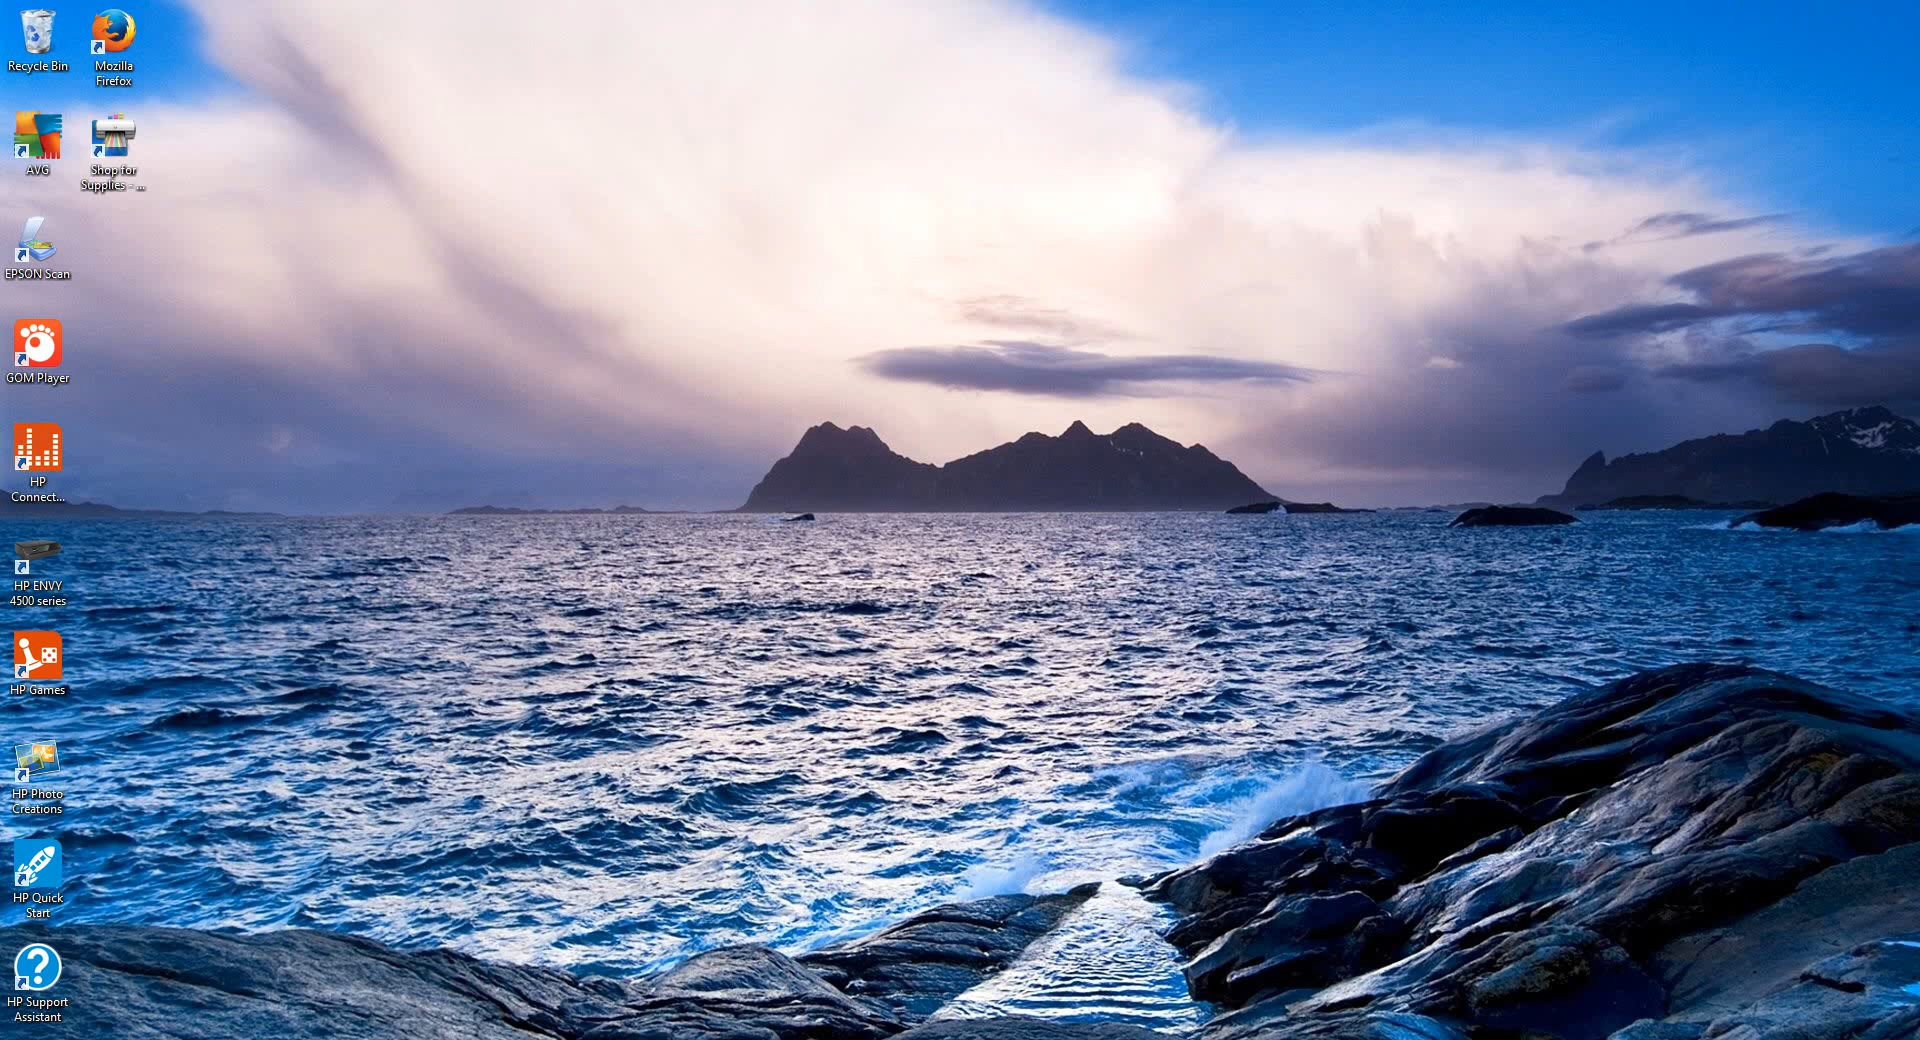 Recycle Bin
Mozilla
Firefox
AVG
Shop for
Supplies - ...
EPSON Scan
GOM Player
HP
Connect...
HP ENVY
4500 series
HP Games
HP Photo
Creations
HP Quick
Start
HP Support
Assistant